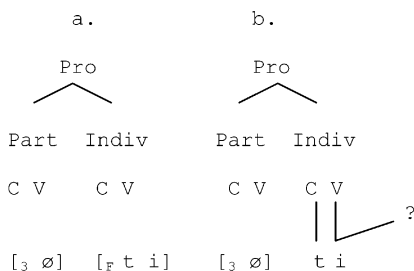 a. b.
Pro Pro
Part Indiv Part Indiv
C V C V C V C V
?
[₃ ∅] [F t i] [₃ ∅] t i